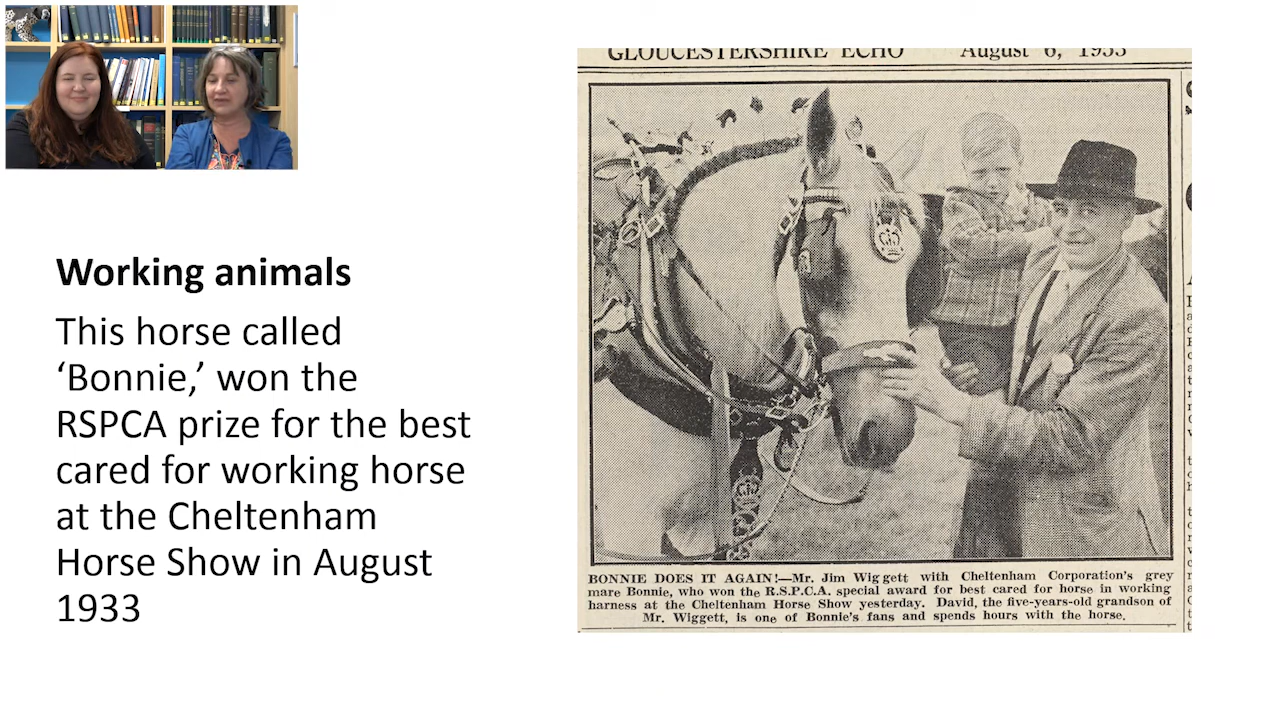 Working animals
This horse called
‘Bonnie,’ won the
RSPCA prize for the best
cared for working horse
at the Cheltenham
Horse Show in August
1933
GLOUCESTERSHIRE ECHO August 6, 1953
BONNIE DOES IT AGAIN!—Mr. Jim Wiggett with Cheltenham Corporation's grey
mare Bonnie, who won the R.S.P.C.A. special award for best cared for horse in working
harness at the Cheltenham Horse Show yesterday. David, the five-years-old grandson of
Mr. Wiggett, is one of Bonnie's fans and spends hours with the horse.